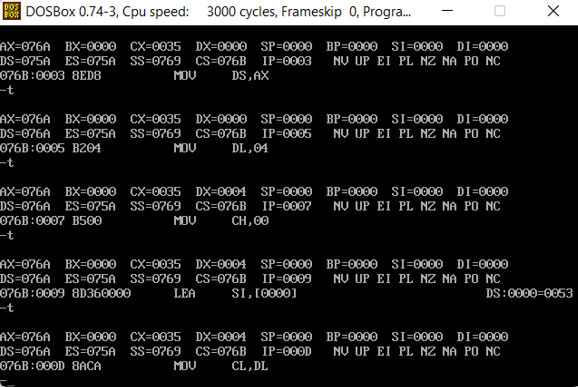 DOSBox 0.74-3, Cpu speph: 3000 cycles, Frameskip 0, Progra...
AX=076A BX=0000 CX=0035 DX=0000 SP=0000 BP=0000 SI=0000 DI=0000
DS=075A ES=075A SS=0769 CS=076B IP=0003 NV UP EI PL NZ NA PO NC
076B:0003 8ED8 MOV DS,AX
-t
AX=076A BX=0000 CX=0035 DX=0000 SP=0000 BP=0000 SI=0000 DI=0000
DS=076A ES=075A SS=0769 CS=076B IP=0005 NV UP EI PL NZ NA PO NC
076B:0005 B204 MOV DL,04
-t
AX=076A BX=0000 CX=0035 DX=0004 SP=0000 BP=0000 SI=0000 DI=0000
DS=076A ES=075A SS=0769 CS=076B IP=0007 NV UP EI PL NZ NA PO NC
076B:0007 B500 MOV CH,00
-t
AX=076A BX=0000 CX=0035 DX=0004 SP=0000 BP=0000 SI=0000 DI=0000
DS=076A ES=075A SS=0769 CS=076B IP=0009 NV UP EI PL NZ NA PO NC
076B:0009 8D360000 LEA SI,[0000] DS:0000=0053
-t
AX=076A BX=0000 CX=0035 DX=0004 SP=0000 BP=0000 SI=0000 DI=0000
DS=076A ES=075A SS=0769 CS=076B IP=000D NV UP EI PL NZ NA PO NC
076B:000D 8ACA MOV CL,DL
-